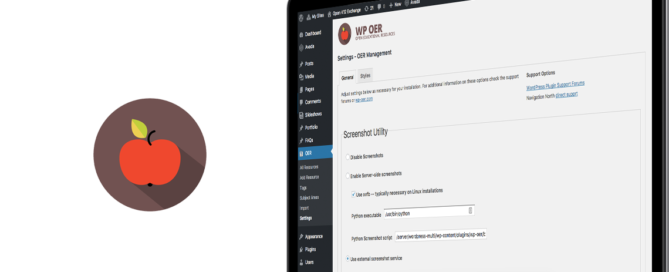 My Sites
Open-K12 Exchange
21
1
New
Avada
Dashboard
Avada
Posts
Media
Pages
Comments
Slideshows
Portfolio
FAQs
OER
All Resources
Add Resource
Tags
Subject Areas
Import
Settings
Appearance
Plugins
Users
WP OER
OPEN EDUCATIONAL RESOURCES
Settings - OER Management
General
Styles
Adjust settings below as necessary for your installation. For additional information on these options check the support
forums or
Support Options
WordPress Plugin Support Forums
Navigation North direct support
Screenshot Utility
Disable Screenshots
Enable Server-side screenshots
Use xvfb — typically necessary on Linux installations
Python executable
/usr/bin/python
Python Screenshot script
/server/wordpress-multi/wp-content/plugins/wp-oer/c
Use external screenshot service